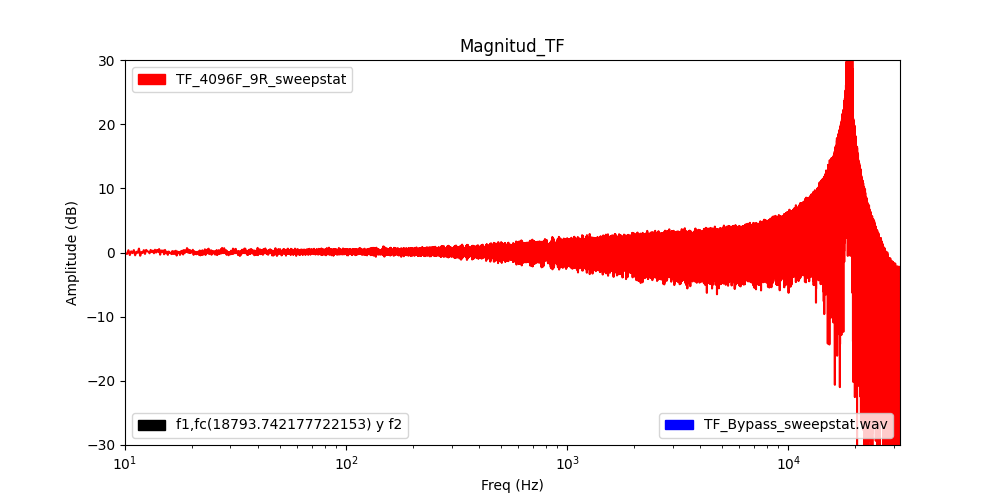 Magnitud_TF
30
TF_4096F_9R_sweepstat
20
10
0
Amplitude (dB)
−10
−20
f1,fc(18793.742177722153) y f2
TF_Bypass_sweepstat.wav
−30
10¹
10²
10³
10⁴
Freq (Hz)